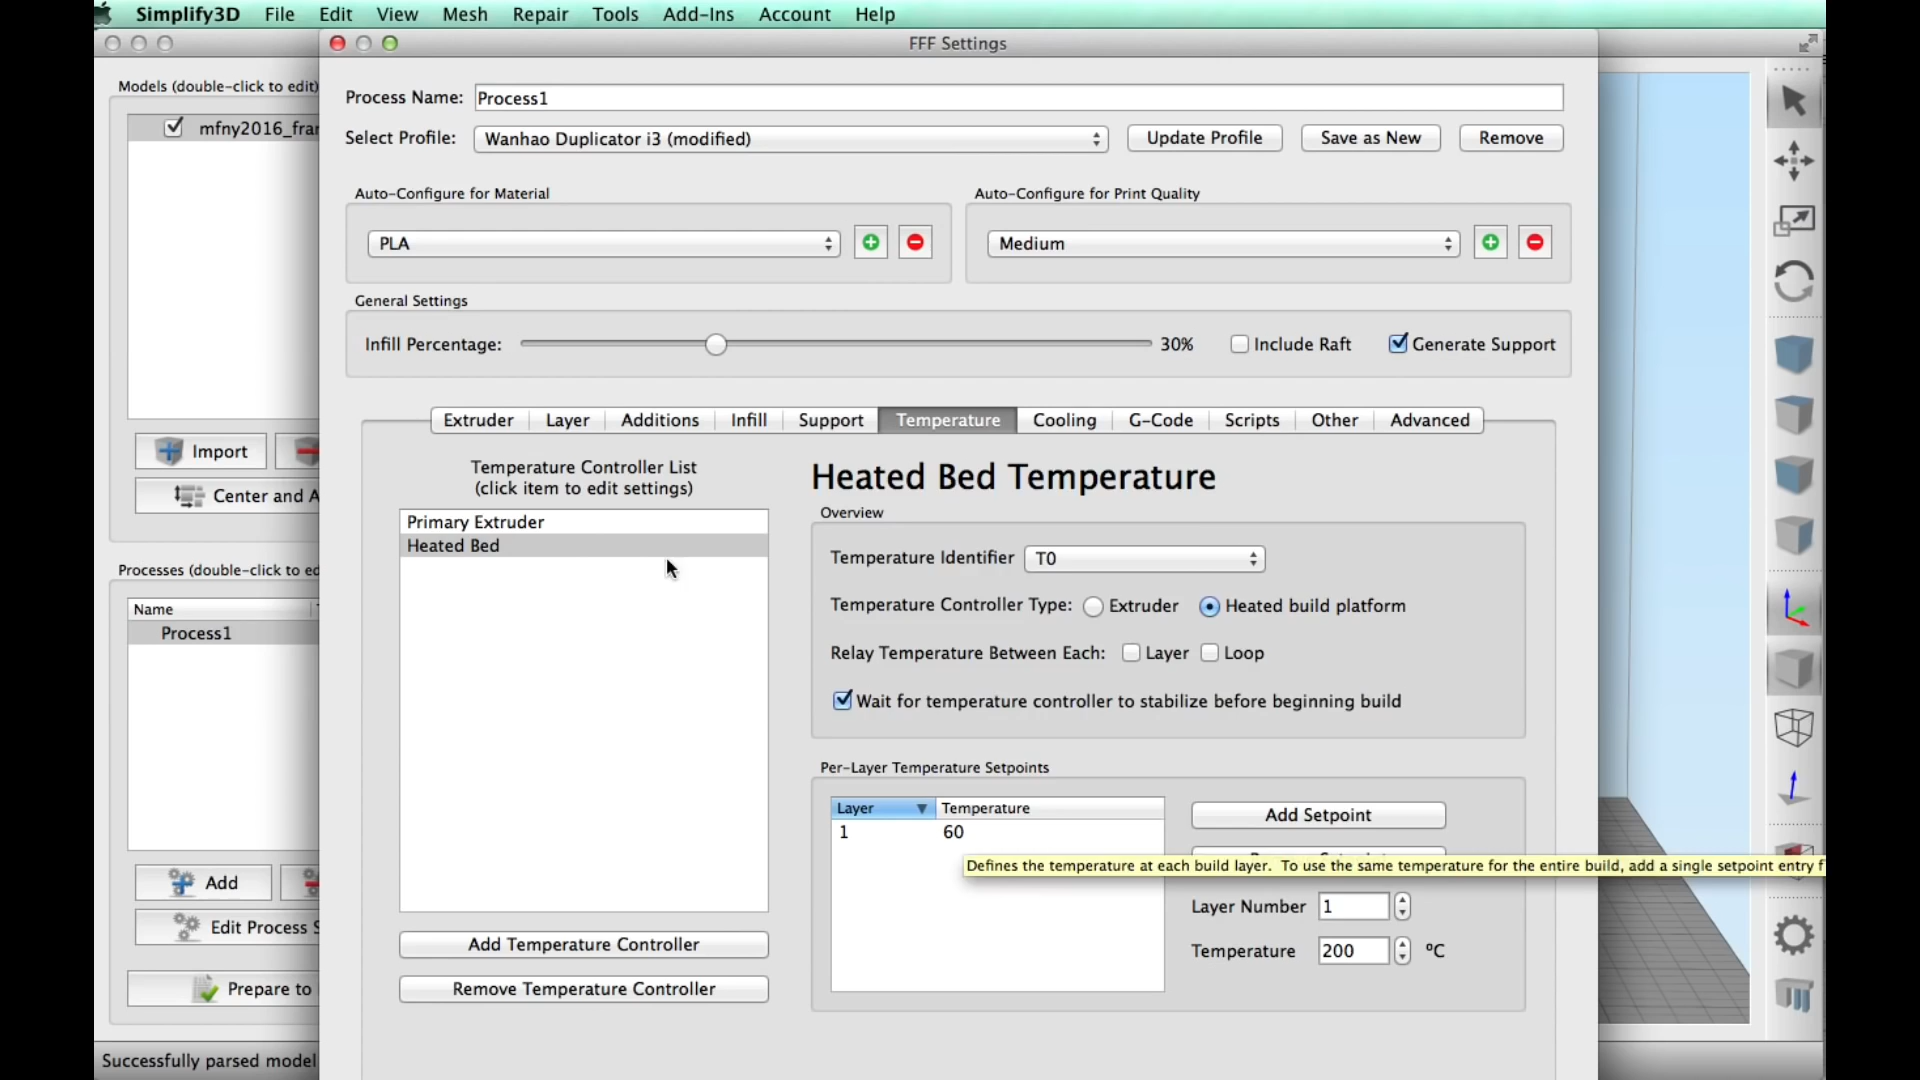 Simplify3D File Edit View Mesh Repair Tools Add-Ins Account Help
FFF Settings
Models (double-click to edit)
mfny2016_fra
Import
Center and A
Processes (double-click to ed
Name
Process1
Add
Edit Process S
Prepare to
Successfully parsed model
Process Name: Process1
Select Profile: Wanhao Duplicator i3 (modified) Update Profile Save as New Remove
Auto-Configure for Material
PLA
Auto-Configure for Print Quality
Medium
General Settings
Infill Percentage: 30% Include Raft Generate Support
Extruder Layer Additions Infill Support Temperature Cooling G-Code Scripts Other Advanced
Temperature Controller List
(click item to edit settings)
Primary Extruder
Heated Bed
Add Temperature Controller
Remove Temperature Controller
Heated Bed Temperature
Overview
Temperature Identifier T0
Temperature Controller Type: Extruder Heated build platform
Relay Temperature Between Each: Layer Loop
Wait for temperature controller to stabilize before beginning build
Per-Layer Temperature Setpoints
Layer Temperature
1 60
Add Setpoint
Defines the temperature at each build layer. To use the same temperature for the entire build, add a single setpoint entry f
Layer Number 1
Temperature 200 °C